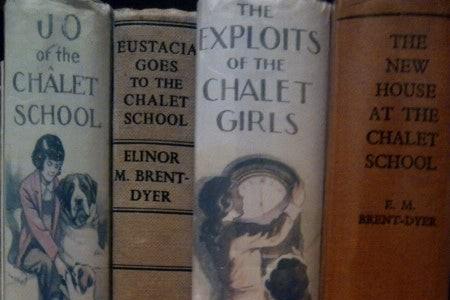 JO
of the
CHÂLET
SCHOOL
EUSTACIA
GOES
TO THE
CHALET
SCHOOL
ELINOR
M. BRENT-
DYER
THE
EXPLOITS
OF THE
CHALET
GIRLS
THE
NEW
HOUSE
AT THE
CHALET
SCHOOL
E. M.
BRENT-DYER